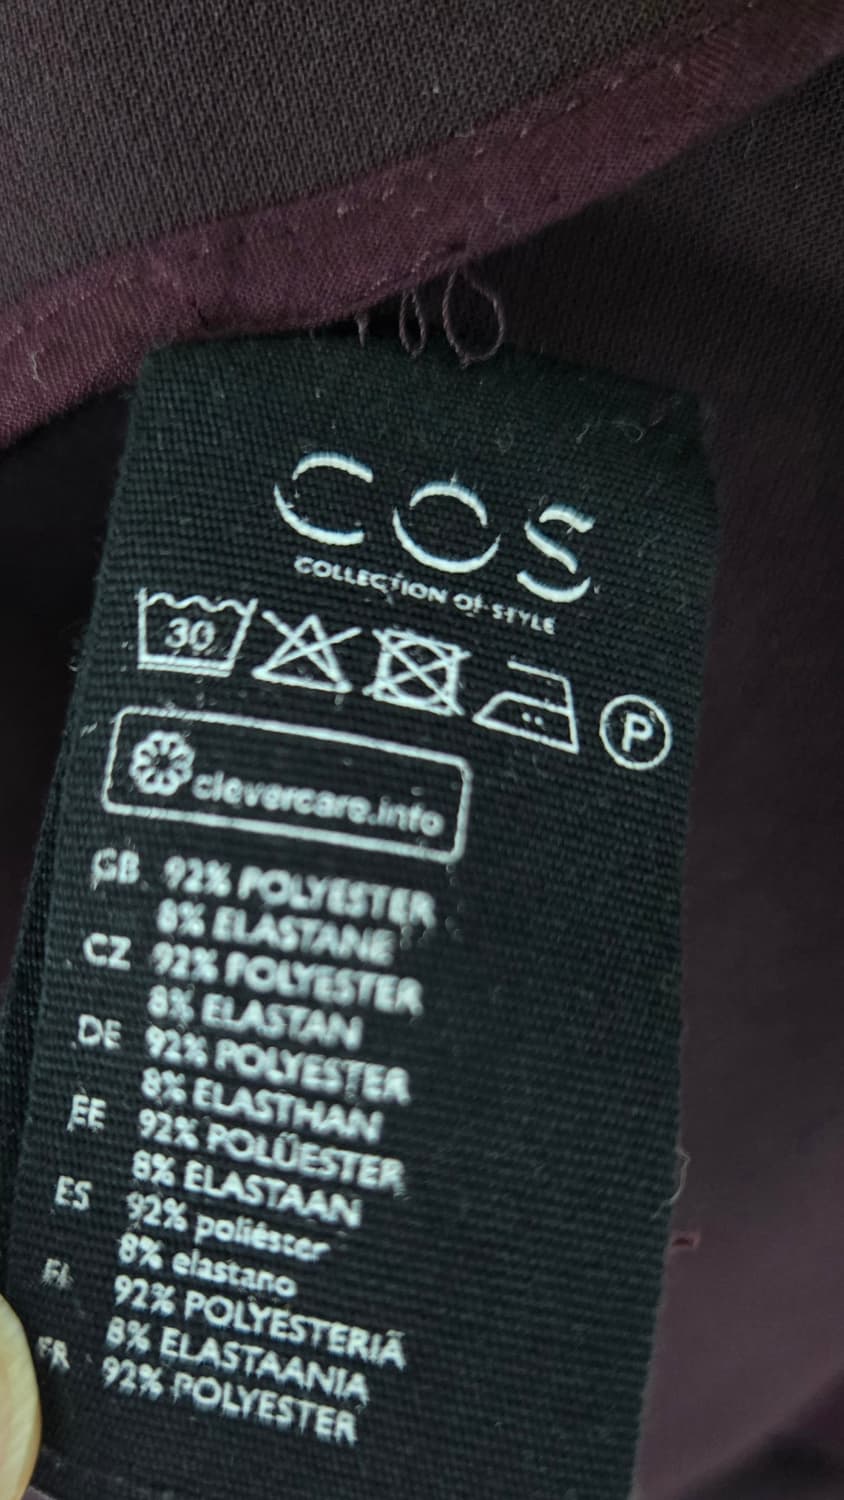 COS
COLLECTION OF STYLE
30
P
clevercare.info
GB 92% POLYESTER
8% ELASTANE
CZ 92% POLYESTER
8% ELASTAN
DE 92% POLYESTER
8% ELASTHAN
EE 92% POLÜESTER
8% ELASTAAN
ES 92% poliéster
8% elastano
FI 92% POLYESTERIÄ
8% ELASTAANIA
FR 92% POLYESTER